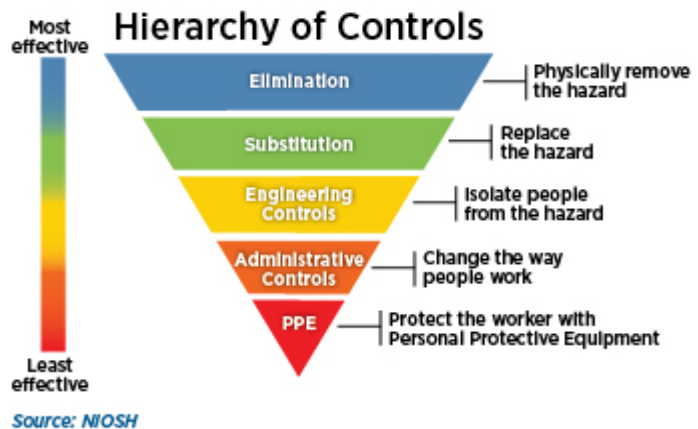 Hierarchy of Controls
Most
effective
Elimination
Physically remove
the hazard
Substitution
Replace
the hazard
Engineering
Controls
Isolate people
from the hazard
Administrative
Controls
Change the way
people work
PPE
Protect the worker with
Personal Protective Equipment
Least
effective
Source: NIOSH